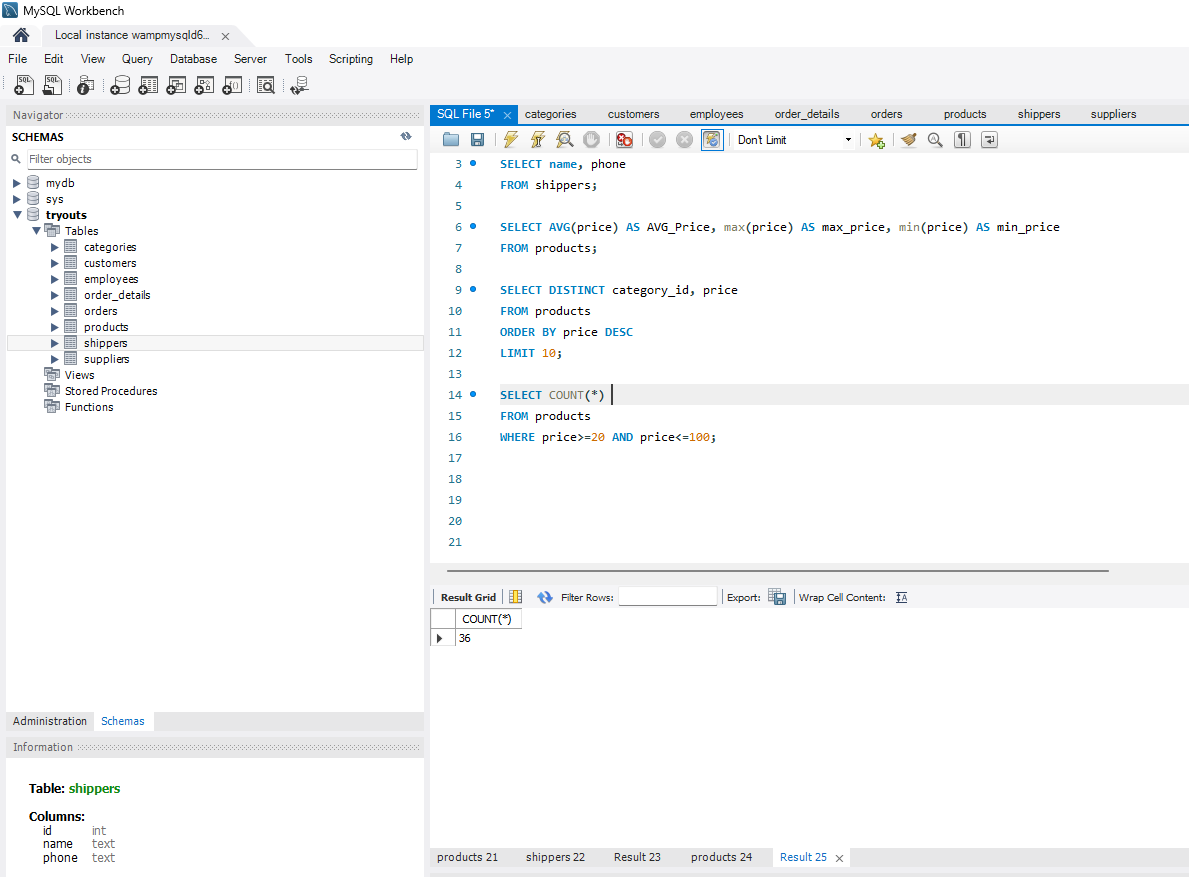 MySQL Workbench
Local instance wampmysqld6...
File Edit View Query Database Server Tools Scripting Help
Navigator
SCHEMAS
Filter objects
mydb
sys
tryouts
Tables
categories
customers
employees
order_details
orders
products
shippers
suppliers
Views
Stored Procedures
Functions
Administration Schemas
Information
Table: shippers
Columns:
id int
name text
phone text
SQL File 5* categories customers employees order_details orders products shippers suppliers
Don't Limit
3 SELECT name, phone
4 FROM shippers;
5
6 SELECT AVG(price) AS AVG_Price, max(price) AS max_price, min(price) AS min_price
7 FROM products;
8
9 SELECT DISTINCT category_id, price
10 FROM products
11 ORDER BY price DESC
12 LIMIT 10;
13
14 SELECT COUNT(*)
15 FROM products
16 WHERE price>=20 AND price<=100;
17
18
19
20
21
Result Grid Filter Rows: Export: Wrap Cell Content:
COUNT(*)
36
products 21 shippers 22 Result 23 products 24 Result 25